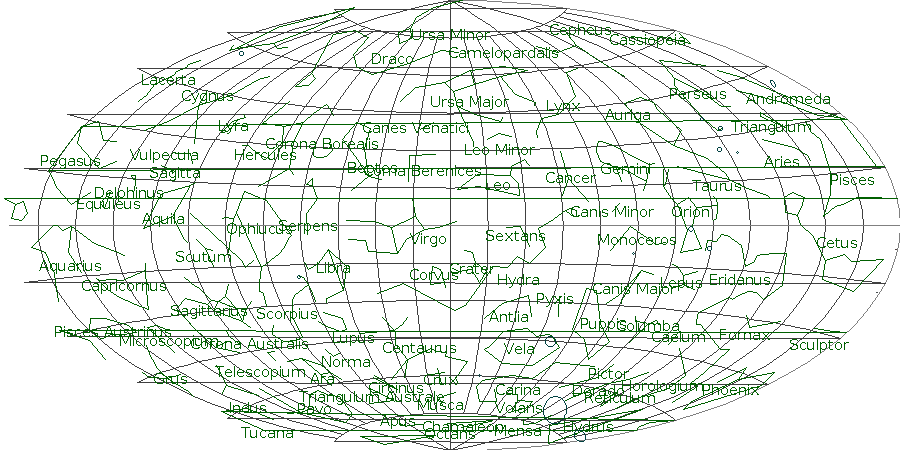 Ursa Minor
Cepheus
Cassiopeia
Camelopardalis
Draco
Lacerta
Cygnus
Perseus
Andromeda
Ursa Major
Lynx
Auriga
Lyra
Canes Venatici
Triangulum
Corona Borealis
Leo Minor
Pegasus
Vulpecula
Hercules
Aries
Bootes
Coma Berenices
Gemini
Sagitta
Cancer
Pisces
Leo
Taurus
Delphinus
Equuleus
Canis Minor
Orion
Aquila
Serpens
Ophiucus
Virgo
Sextans
Monoceros
Cetus
Scutum
Aquarius
Libra
Crater
Corvus
Hydra
Eridanus
Lepus
Capricornus
Canis Major
Pyxis
Sagittarius
Scorpius
Antlia
Puppis
Columba
Pisces Austrinus
Fornax
Caelum
Lupus
Microscopium
Corona Australis
Sculptor
Centaurus
Vela
Norma
Telescopium
Pictor
Grus
Ara
Crux
Circinus
Horologium
Carina
Dorado
Phoenix
Triangulum Australe
Reticulum
Musca
Indus
Pavo
Volans
Apus
Chamaeleon
Hydrus
Tucana
Octans
Mensa